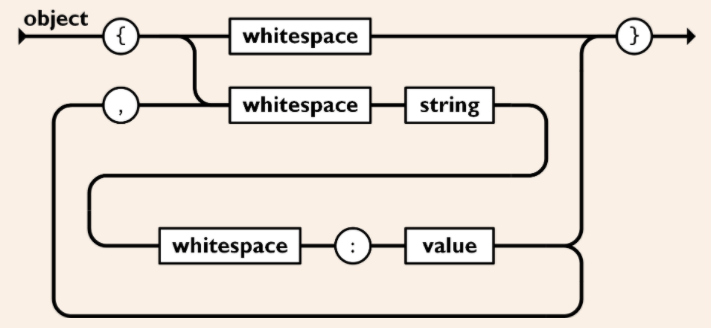 object
{ whitespace }
, whitespace string
whitespace : value